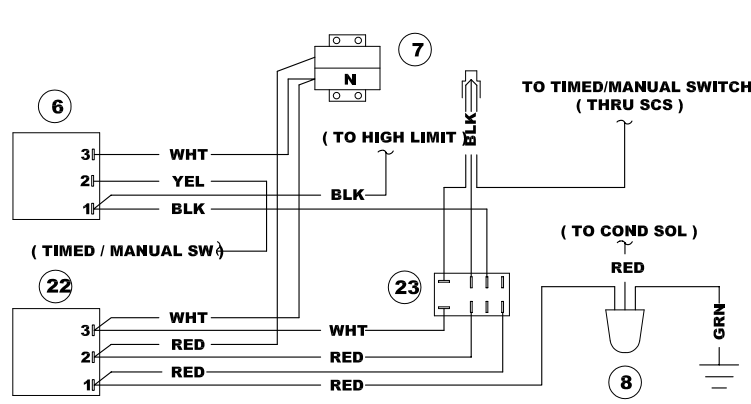 7
TO TIMED/MANUAL SWITCH
( THRU SCS )
N
6
BLK
( TO HIGH LIMIT )
3 WHT
2 YEL
BLK
1 BLK
( TO COND SOL )
( TIMED / MANUAL SW )
RED
22
23
WHT
3 WHT
GRN
RED
2 RED
RED
8
1 RED